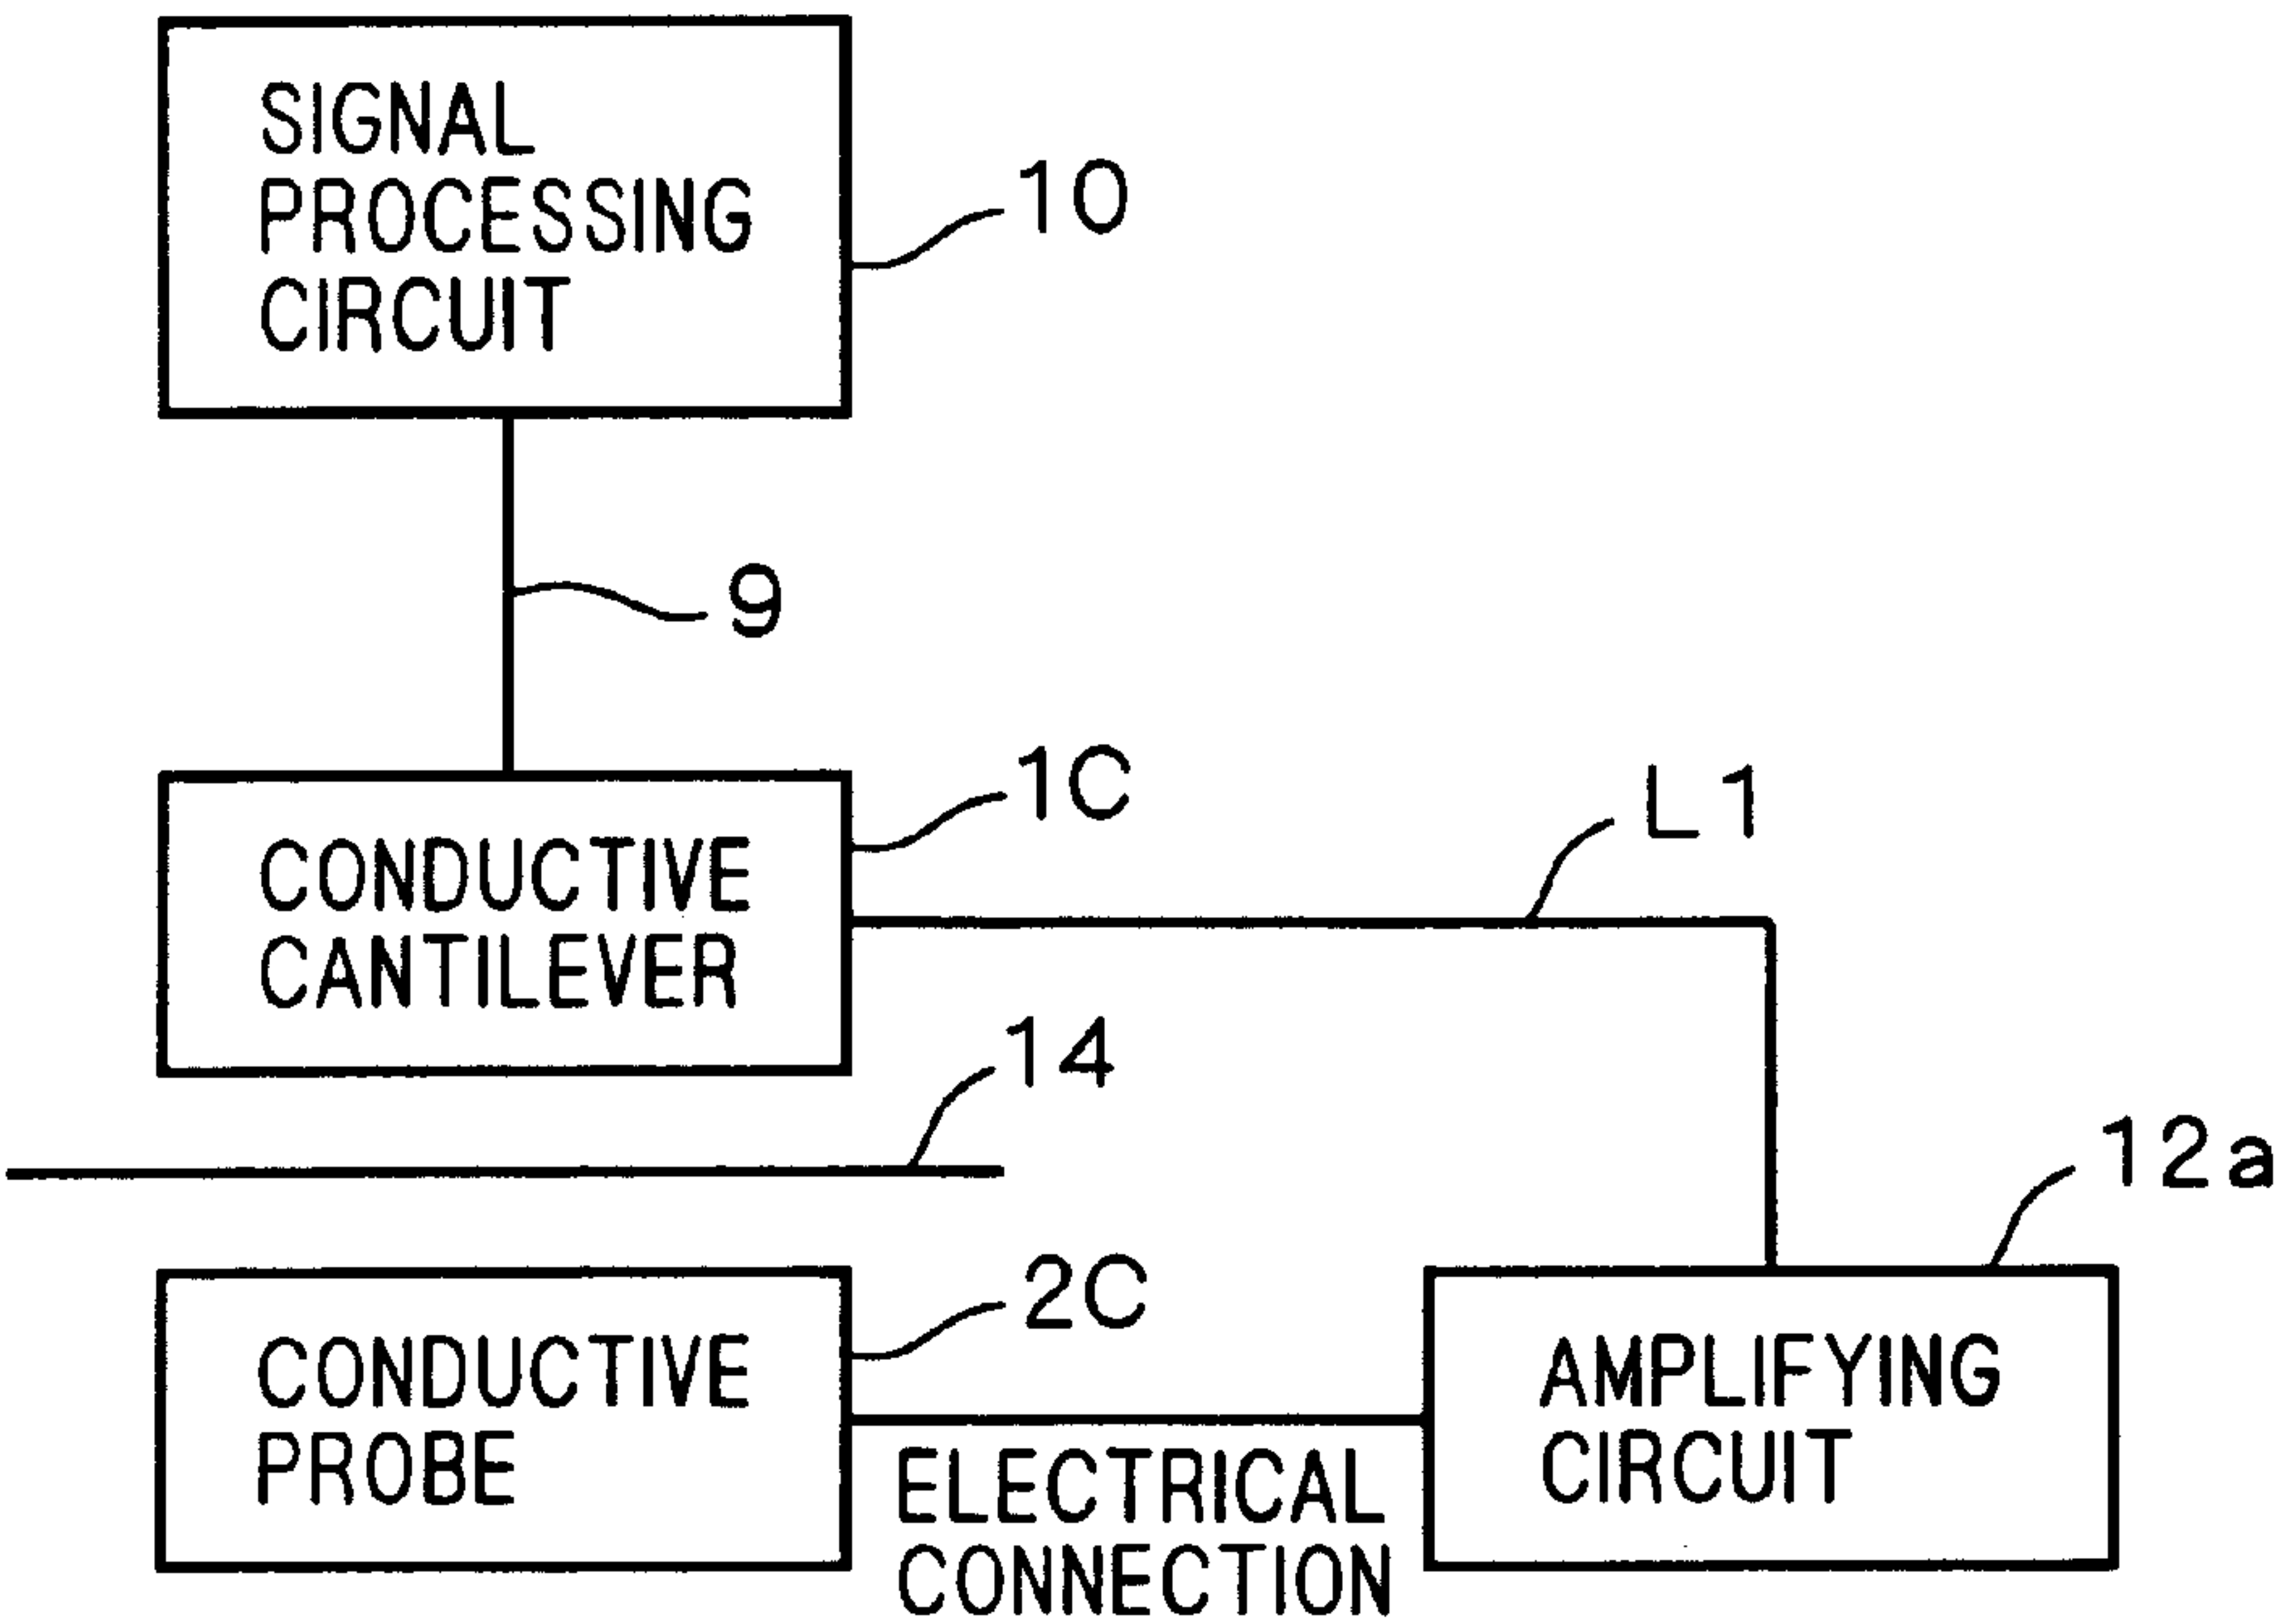 SIGNAL
PROCESSING
CIRCUIT
10
9
1C
CONDUCTIVE
CANTILEVER
L1
14
12a
2C
CONDUCTIVE
PROBE
ELECTRICAL
CONNECTION
AMPLIFYING
CIRCUIT